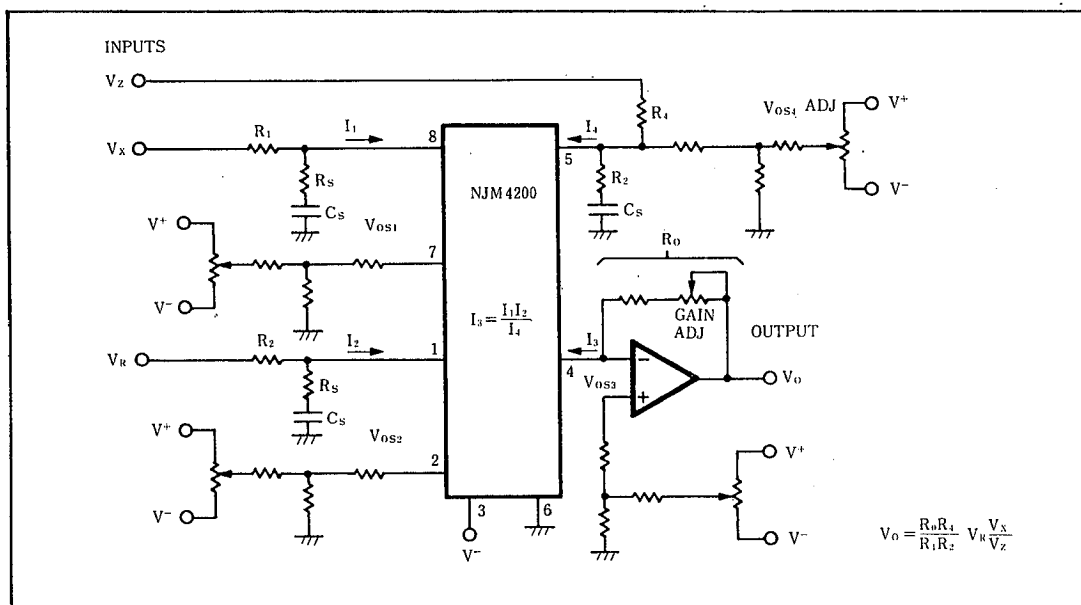 INPUTS
Vz
Vx
R1
I1
8
Rs
Cs
V+
VOS1
7
V−
VR
R2
I2
1
Rs
Cs
V+
VOS2
2
V−
NJM4200
I3=I1I2/I4
3
V−
6
R4
I4
5
R2
Cs
VOS4 ADJ
V+
V−
R0
GAIN
ADJ
OUTPUT
I3
4
VOS3
−
+
V0
V+
V−
V0=R0R4/R1R2 VR Vx/Vz